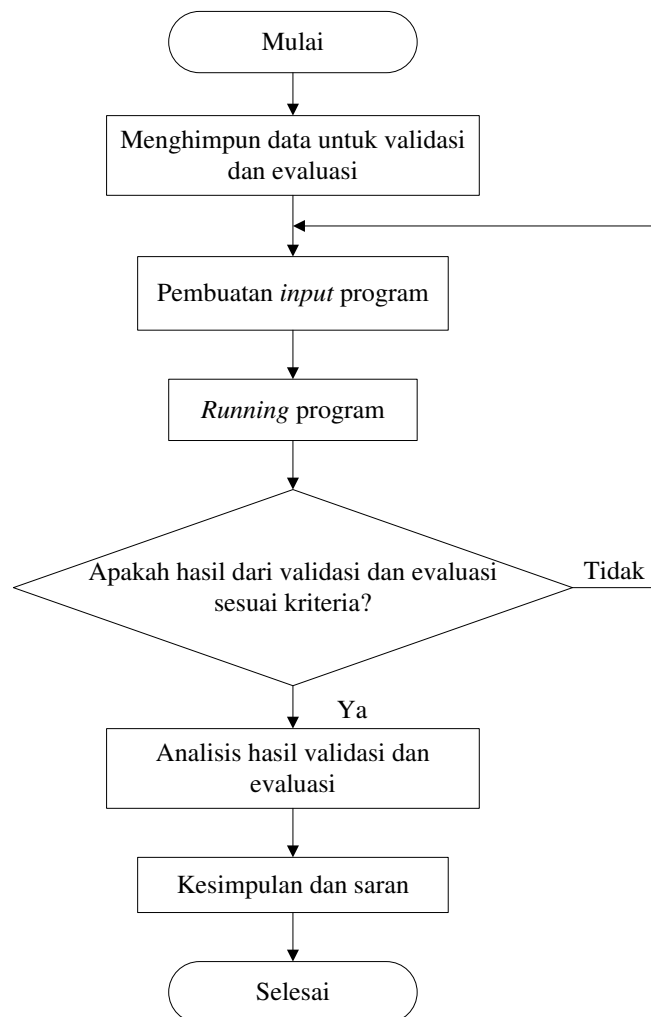 Mulai
Menghimpun data untuk validasi
dan evaluasi
Pembuatan input program
Running program
Apakah hasil dari validasi dan evaluasi
sesuai kriteria?
Tidak
Ya
Analisis hasil validasi dan
evaluasi
Kesimpulan dan saran
Selesai